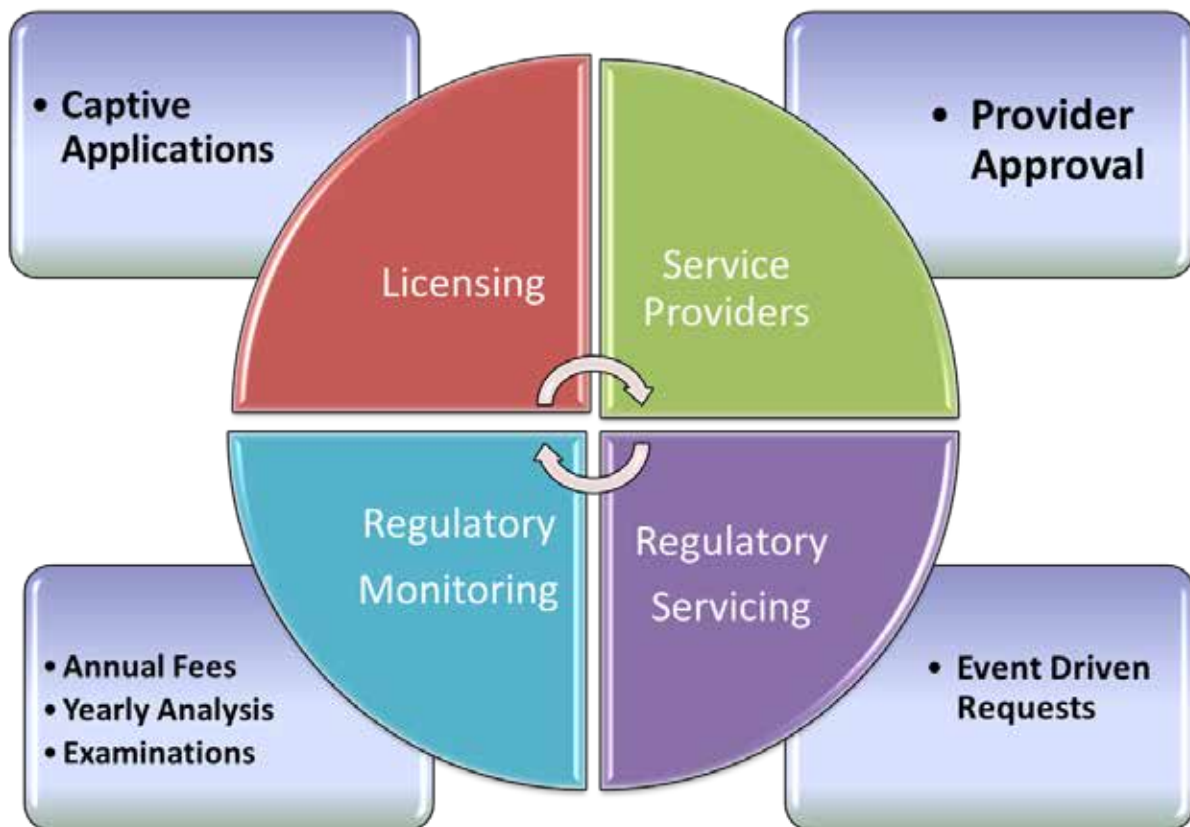 • Captive
Applications
• Provider
Approval
Licensing
Service
Providers
Regulatory
Monitoring
Regulatory
Servicing
• Annual Fees
• Yearly Analysis
• Examinations
• Event Driven
Requests